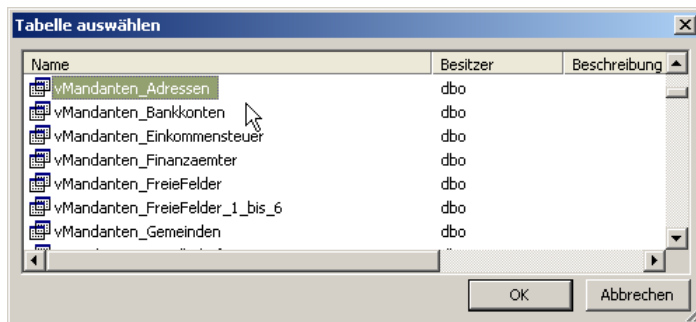 Tabelle auswählen
Name Besitzer Beschreibung
vMandanten_Adressen dbo
vMandanten_Bankkonten dbo
vMandanten_Einkommensteuer dbo
vMandanten_Finanzaemter dbo
vMandanten_FreieFelder dbo
vMandanten_FreieFelder_1_bis_6 dbo
vMandanten_Gemeinden dbo
OK Abbrechen